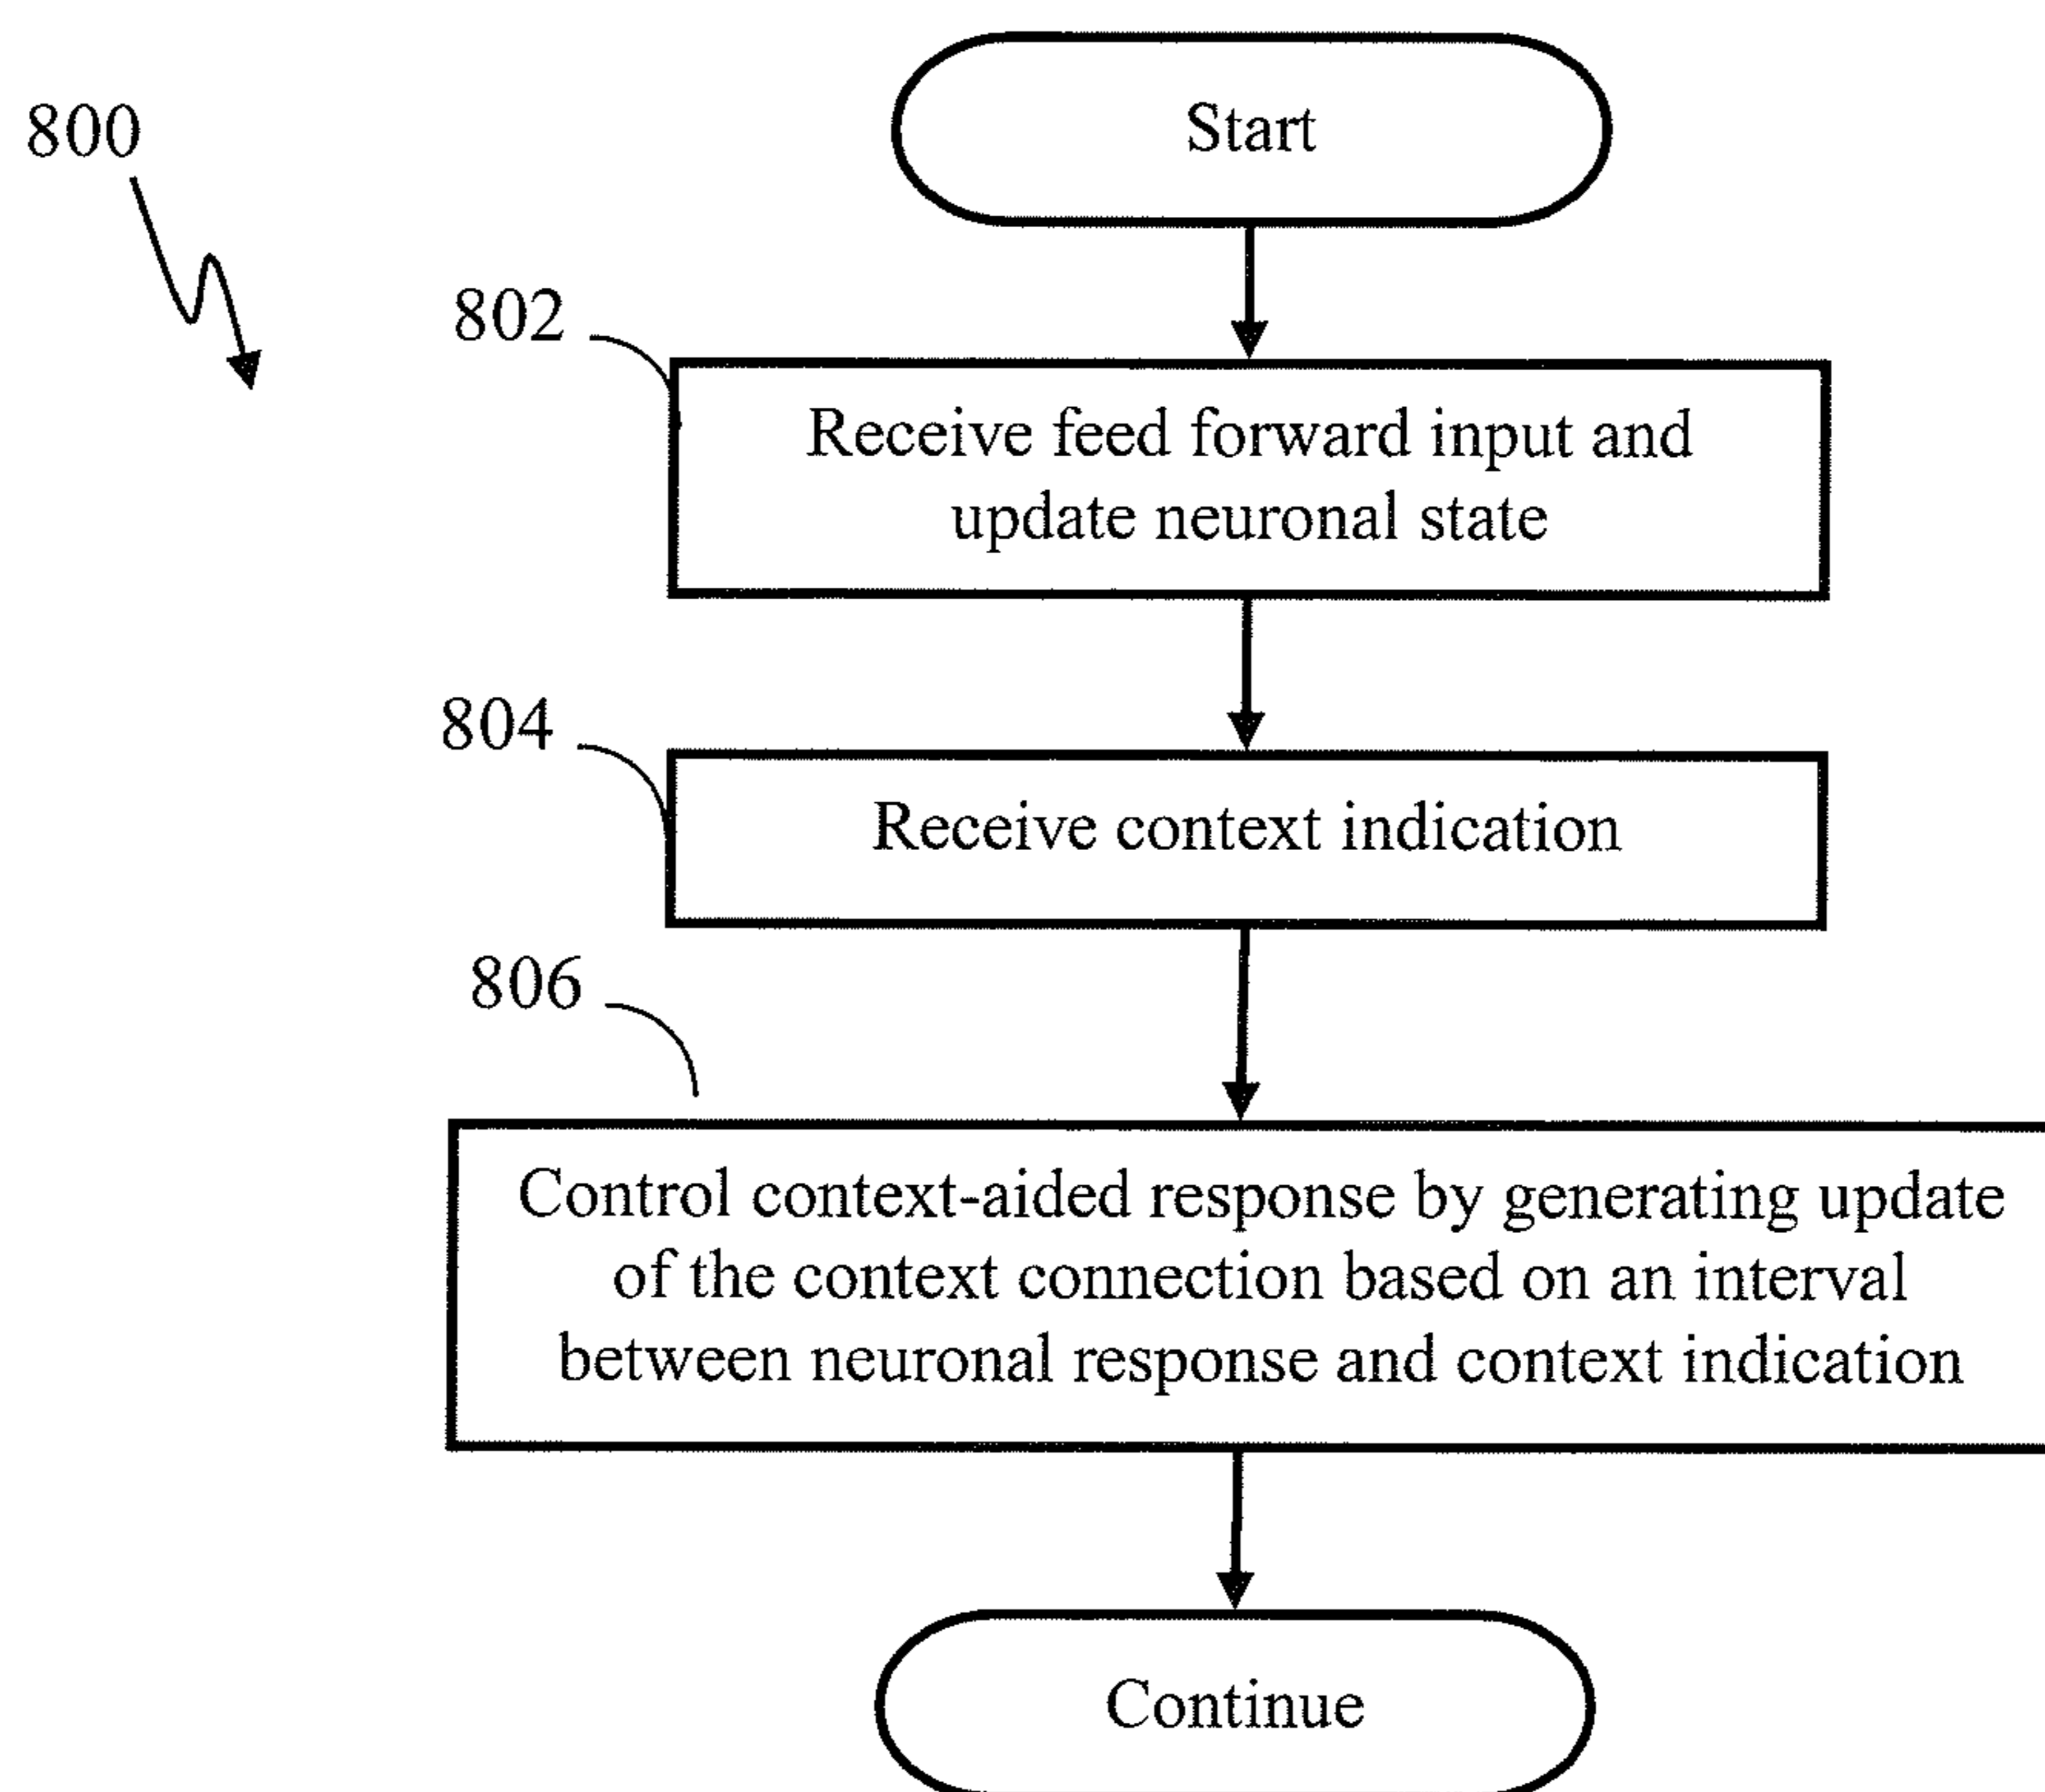 Start
800
802
Receive feed forward input and
update neuronal state
804
Receive context indication
806
Control context-aided response by generating update
of the context connection based on an interval
between neuronal response and context indication
Continue